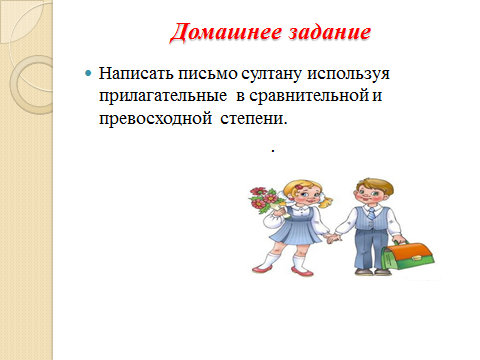 Домашнее задание
• Написать письмо султану используя
прилагательные в сравнительной и
превосходной степени.
.